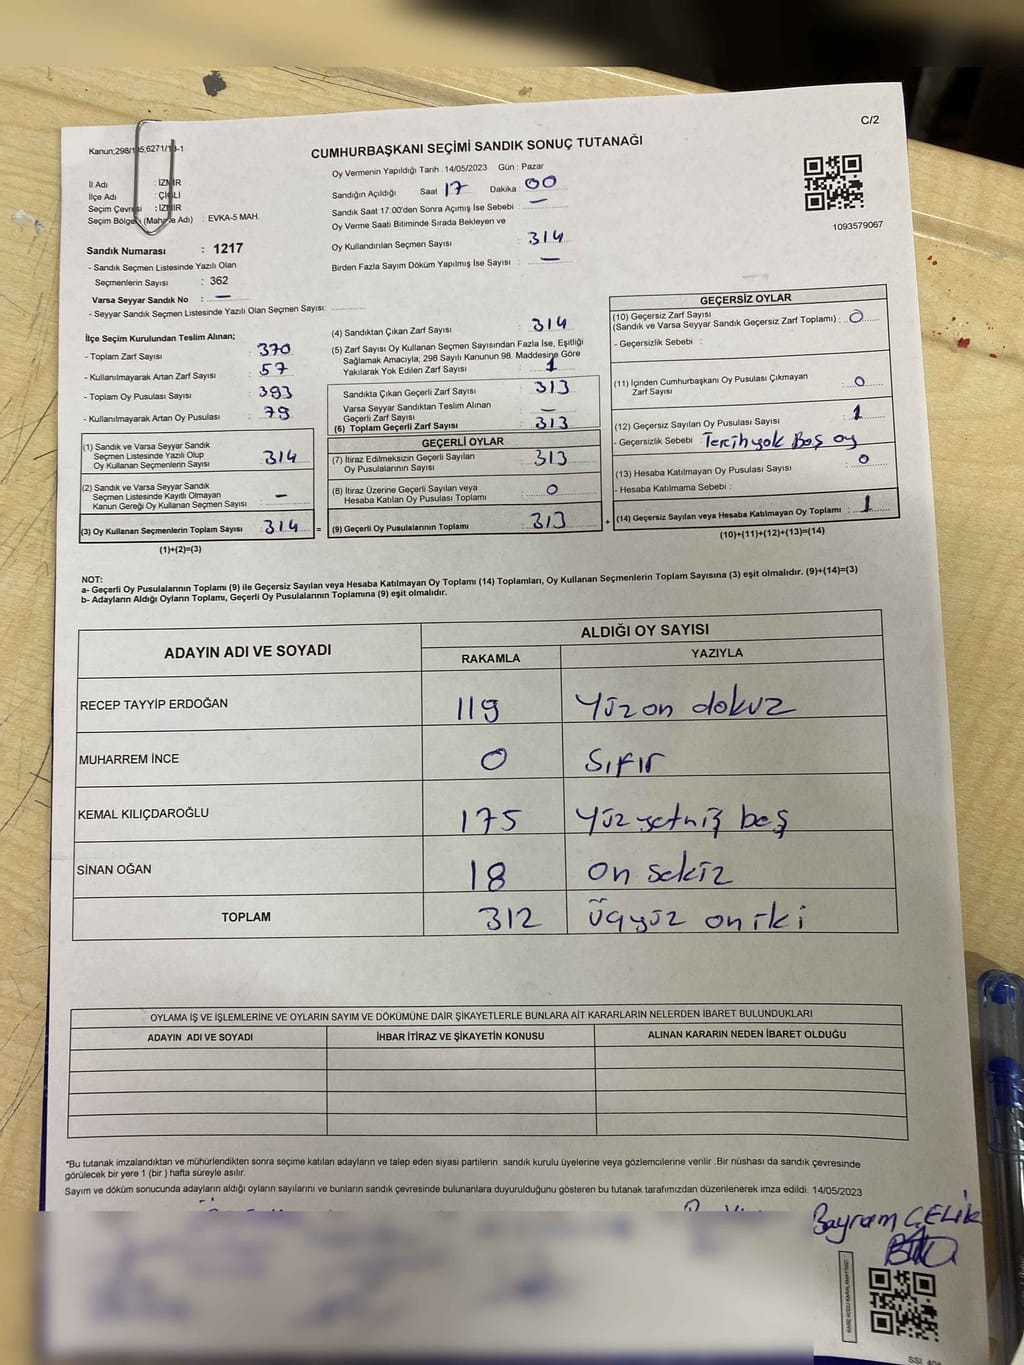 C/2
Kanun;298/195,6271/19-1
CUMHURBAŞKANI SEÇİMİ SANDIK SONUÇ TUTANAĞI
İl Adı : İZMİR
İlçe Adı : ÇİĞLİ
Seçim Çevresi : İZMİR
Seçim Bölgesi (Mahalle Adı) : EVKA-5 MAH.
Sandık Numarası : 1217
- Sandık Seçmen Listesinde Yazılı Olan
Seçmenlerin Sayısı : 362
Varsa Seyyar Sandık No : —
- Seyyar Sandık Seçmen Listesinde Yazılı Olan Seçmen Sayısı:
Oy Vermenin Yapıldığı Tarih 14/05/2023 Gün : Pazar
Sandığın Açıldığı Saat 17 Dakika : 00
Sandık Saat 17:00'den Sonra Açımış İse Sebebi : —
Oy Verme Saati Bitiminde Sırada Bekleyen ve
Oy Kullandırılan Seçmen Sayısı : 314
Birden Fazla Sayım Döküm Yapılmış İse Sayısı : —
1093579067
İlçe Seçim Kurulundan Teslim Alınan;
- Toplam Zarf Sayısı : 370
- Kullanılmayarak Artan Zarf Sayısı : 57
- Toplam Oy Pusulası Sayısı : 393
- Kullanılmayarak Artan Oy Pusulası : 79
(1) Sandık ve Varsa Seyyar Sandık
Seçmen Listesinde Yazılı Olup
Oy Kullanan Seçmenlerin Sayısı : 314
(2) Sandık ve Varsa Seyyar Sandık
Seçmen Listesinde Kayıtlı Olmayan
Kanun Gereği Oy Kullanan Seçmen Sayısı : —
(3) Oy Kullanan Seçmenlerin Toplam Sayısı : 314 =
(1)+(2)=(3)
(4) Sandıktan Çıkan Zarf Sayısı : 314
(5) Zarf Sayısı Oy Kullanan Seçmen Sayısından Fazla İse, Eşitliği
Sağlamak Amacıyla; 298 Sayılı Kanunun 98. Maddesine Göre
Yakılarak Yok Edilen Zarf Sayısı : 1
Sandıkta Çıkan Geçerli Zarf Sayısı : 313
Varsa Seyyar Sandıktan Teslim Alınan
Geçerli Zarf Sayısı : —
(6) Toplam Geçerli Zarf Sayısı : 313
GEÇERLİ OYLAR
(7) İtiraz Edilmeksizin Geçerli Sayılan
Oy Pusulalarının Sayısı : 313
(8) İtiraz Üzerine Geçerli Sayılan veya
Hesaba Katılan Oy Pusulası Toplamı : 0
(9) Geçerli Oy Pusulalarının Toplamı : 313 +
GEÇERSİZ OYLAR
(10) Geçersiz Zarf Sayısı
(Sandık ve Varsa Seyyar Sandık Geçersiz Zarf Toplamı) : 0
- Geçersizlik Sebebi :
(11) İçinden Cumhurbaşkanı Oy Pusulası Çıkmayan
Zarf Sayısı : 0
(12) Geçersiz Sayılan Oy Pusulası Sayısı : 1
- Geçersizlik Sebebi : Tercih yok Boş oy
(13) Hesaba Katılmayan Oy Pusulası Sayısı : 0
- Hesaba Katılmama Sebebi :
(14) Geçersiz Sayılan veya Hesaba Katılmayan Oy Toplamı : 1
(10)+(11)+(12)+(13)=(14)
NOT:
a- Geçerli Oy Pusulalarının Toplamı (9) ile Geçersiz Sayılan veya Hesaba Katılmayan Oy Toplamı (14) Toplamları, Oy Kullanan Seçmenlerin Toplam Sayısına (3) eşit olmalıdır. (9)+(14)=(3)
b- Adayların Aldığı Oyların Toplamı, Geçerli Oy Pusulalarının Toplamına (9) eşit olmalıdır.
ADAYIN ADI VE SOYADI ALDIĞI OY SAYISI
RAKAMLA YAZIYLA
RECEP TAYYİP ERDOĞAN 119 Yüz on dokuz
MUHARREM İNCE 0 Sıfır
KEMAL KILIÇDAROĞLU 175 Yüz yetmiş beş
SİNAN OĞAN 18 on sekiz
TOPLAM 312 üçyüz on iki
OYLAMA İŞ VE İŞLEMLERİNE VE OYLARIN SAYIM VE DÖKÜMÜNE DAİR ŞİKAYETLERLE BUNLARA AİT KARARLARIN NELERDEN İBARET BULUNDUKLARI
ADAYIN ADI VE SOYADI İHBAR İTİRAZ VE ŞİKAYETİN KONUSU ALINAN KARARIN NEDEN İBARET OLDUĞU
*Bu tutanak imzalandıktan ve mühürlendikten sonra seçime katılan adayların ve talep eden siyasi partilerin sandık kurulu üyelerine veya gözlemcilerine verilir .Bir nüshası da sandık çevresinde
görülecek bir yere 1 (bir ) hafta süreyle asılır.
Sayım ve döküm sonucunda adayların aldığı oyların sayılarını ve bunların sandık çevresinde bulunanlara duyurulduğunu gösteren bu tutanak tarafımızdan düzenlenerek imza edildi. 14/05/2023
Bayram ÇELİK